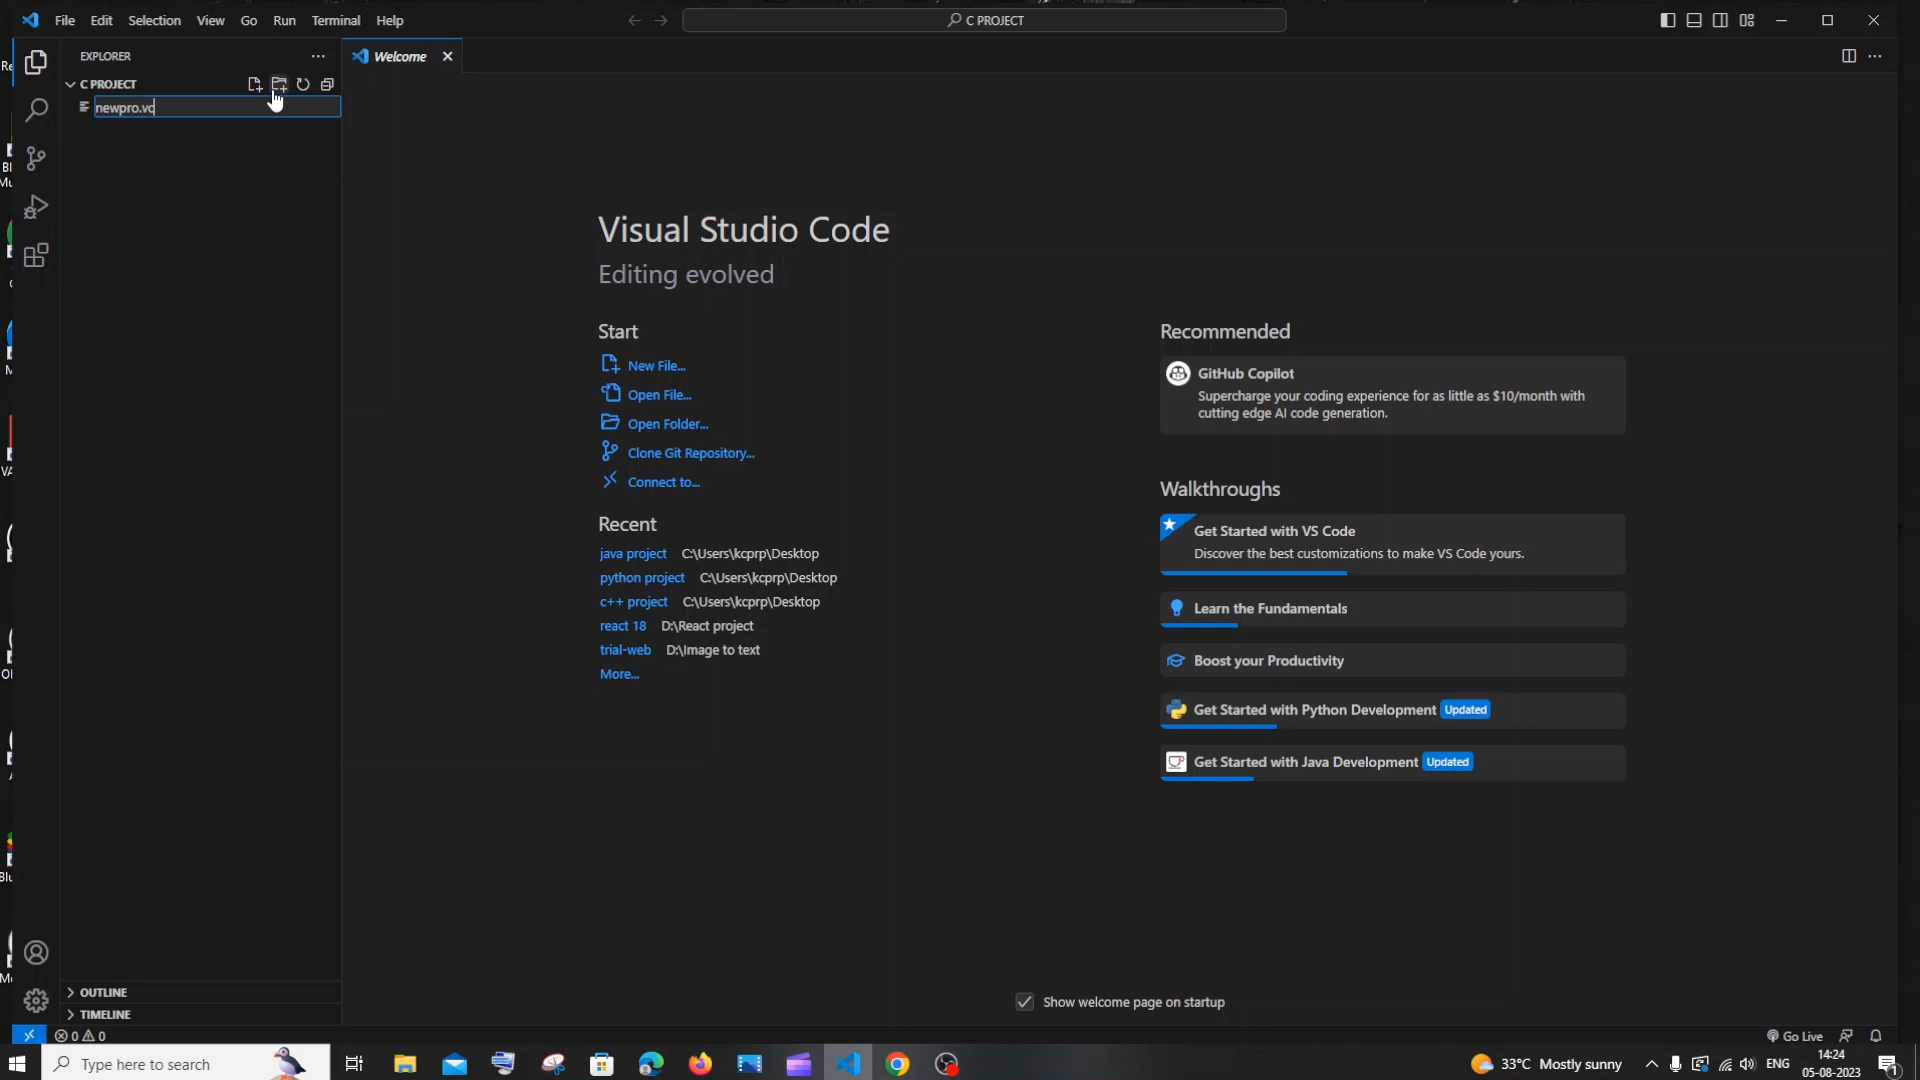 File Edit Selection View Go Run Terminal Help
C PROJECT
EXPLORER
Welcome
C PROJECT
newpro.vc
Visual Studio Code
Editing evolved
Start
New File...
Open File...
Open Folder...
Clone Git Repository...
Connect to...
Recent
java project C:\Users\kcprp\Desktop
python project C:\Users\kcprp\Desktop
c++ project C:\Users\kcprp\Desktop
react 18 D:\React project
trial-web D:\Image to text
More...
Recommended
GitHub Copilot
Supercharge your coding experience for as little as $10/month with
cutting edge AI code generation.
Walkthroughs
Get Started with VS Code
Discover the best customizations to make VS Code yours.
Learn the Fundamentals
Boost your Productivity
Get Started with Python Development Updated
Get Started with Java Development Updated
Show welcome page on startup
OUTLINE
TIMELINE
0 0
Go Live
Type here to search
33°C Mostly sunny
ENG
14:24
05-08-2023
1